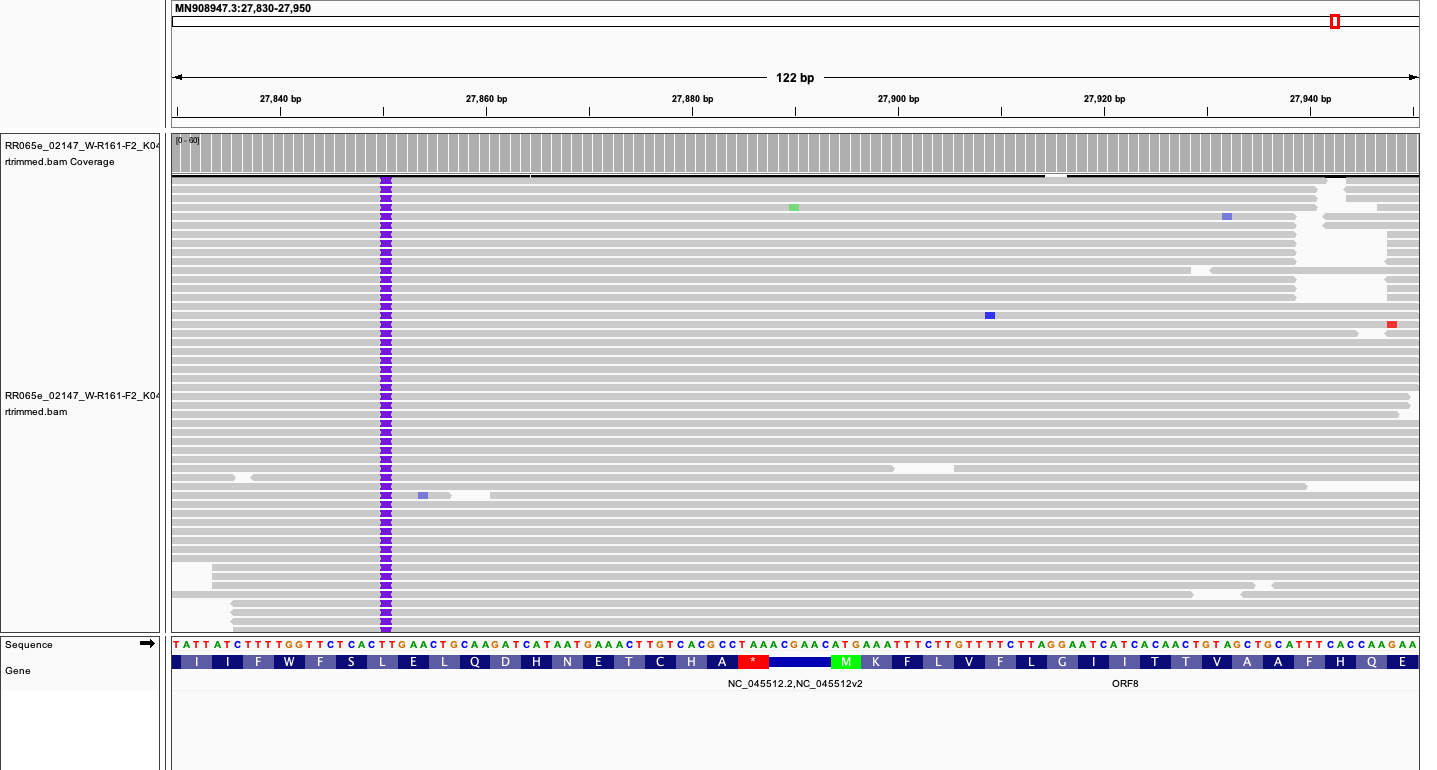 MN908947.3:27,830-27,950
122 bp
27,840 bp 27,860 bp 27,880 bp 27,900 bp 27,920 bp 27,940 bp
RR065e_02147_W-R161-F2_K04
rtrimmed.bam Coverage
[0 - 60]
RR065e_02147_W-R161-F2_K04
rtrimmed.bam
Sequence
TATTATCTTTTGGTTCTCACTTGAACTGCAAGATCATAATGAAACTTGTCACGCCTAAACGAACATGAAATTTCTTGTTTTCTTAGGAATCATCACAACTGTAGCTGCATTTCACCAAGAA
Gene
I I F W F S L E L Q D H N E T C H A * M K F L V F L G I I T T V A A F H Q E
NC_045512.2,NC_045512v2
ORF8